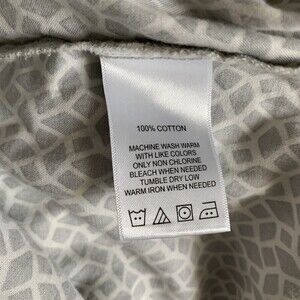 100% COTTON
MACHINE WASH WARM
WITH LIKE COLORS
ONLY NON CHLORINE
BLEACH WHEN NEEDED
TUMBLE DRY LOW
WARM IRON WHEN NEEDED